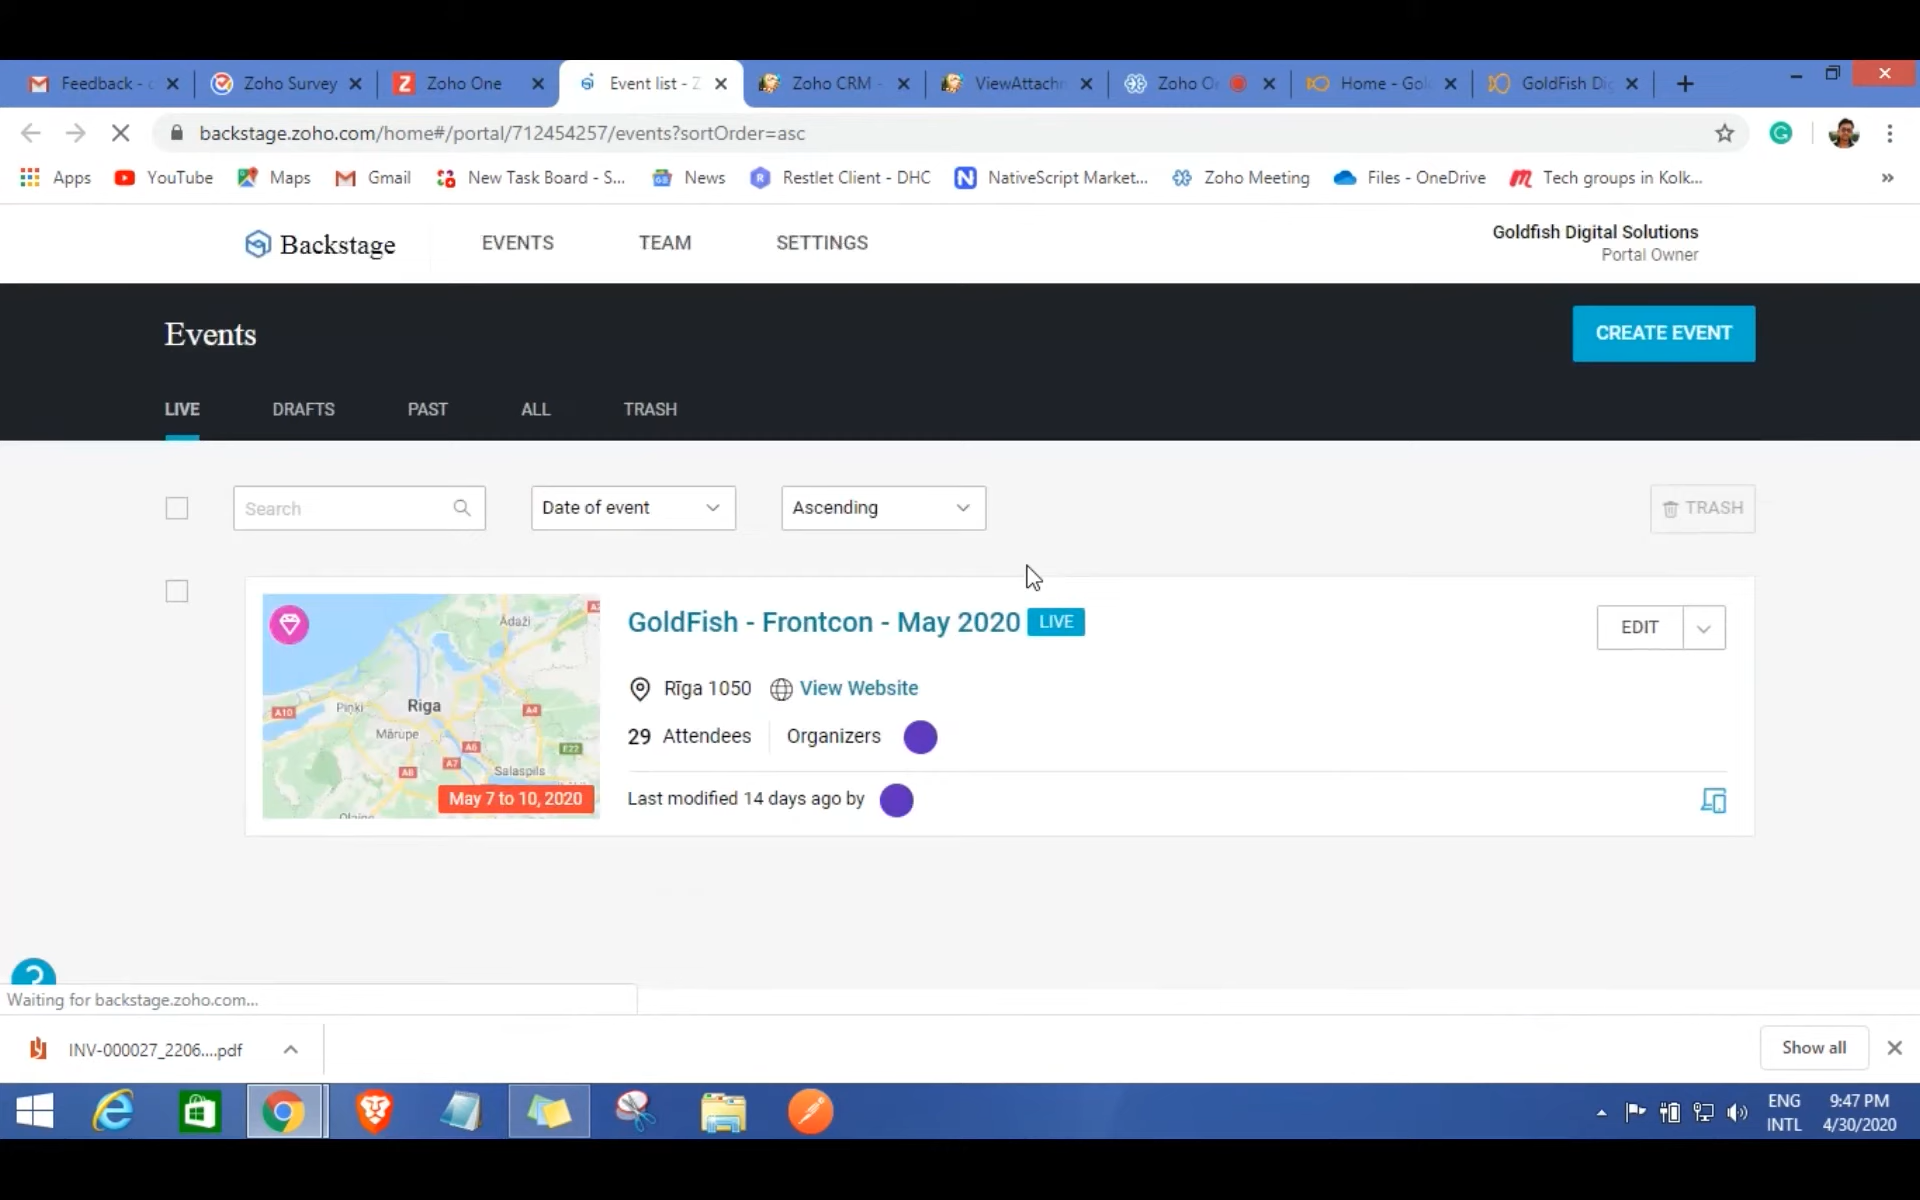 Feedback - c
Zoho Survey
Zoho One
Event list - Z
Zoho CRM -
ViewAttachm
Zoho On
Home - Gol
GoldFish Dig
backstage.zoho.com/home#/portal/712454257/events?sortOrder=asc
Apps
YouTube
Maps
Gmail
New Task Board - S...
News
Restlet Client - DHC
NativeScript Market...
Zoho Meeting
Files - OneDrive
Tech groups in Kolk...
»
Backstage
EVENTS
TEAM
SETTINGS
Goldfish Digital Solutions
Portal Owner
Events
CREATE EVENT
LIVE
DRAFTS
PAST
ALL
TRASH
Search
Date of event
Ascending
TRASH
Ādaži
A10
Piņķi
Riga
A4
Mārupe
A6
E22
A7
A8
Salaspils
Olaine
May 7 to 10, 2020
GoldFish - Frontcon - May 2020 LIVE
EDIT
Rīga 1050 View Website
29 Attendees Organizers
Last modified 14 days ago by
?
Waiting for backstage.zoho.com...
INV-000027_2206....pdf
Show all
ENG 9:47 PM
INTL 4/30/2020